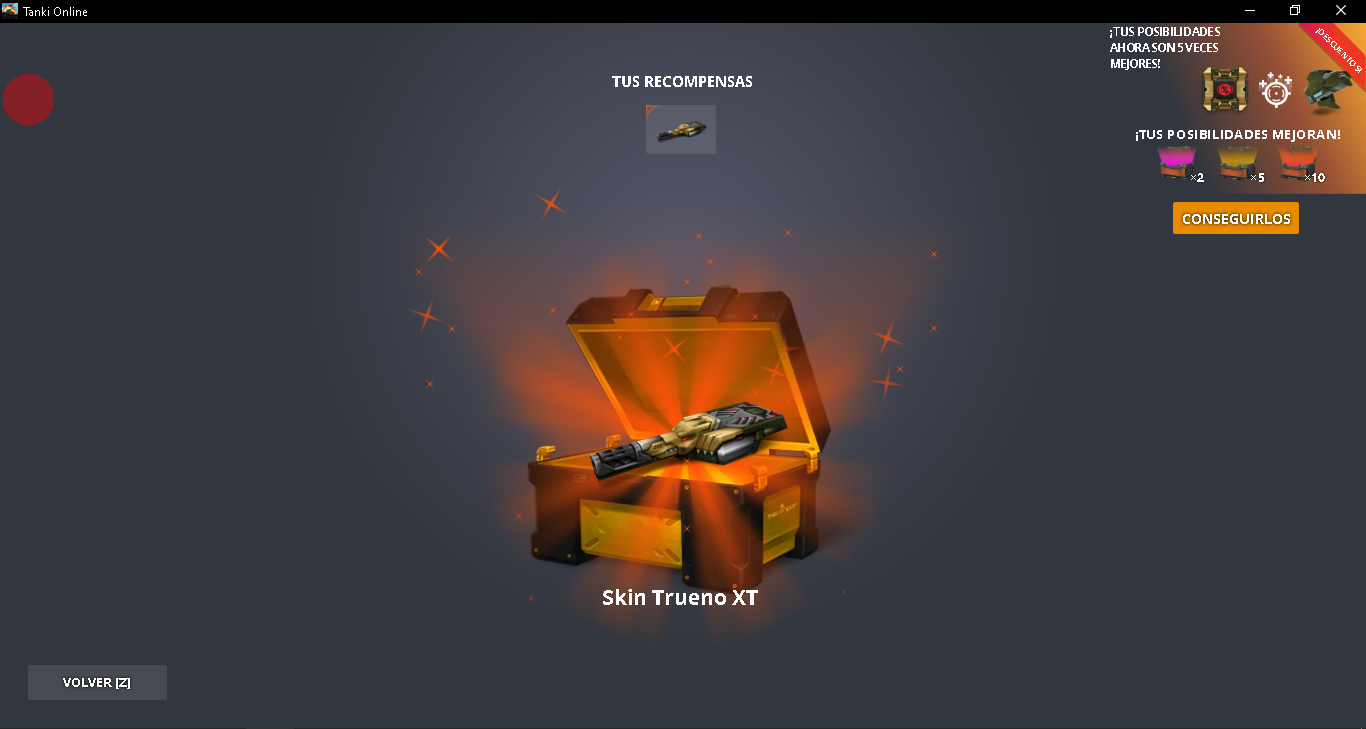 Tanki Online
¡TUS POSIBILIDADES
AHORA SON 5 VECES
MEJORES!
¡DESCUENTOS!
TUS RECOMPENSAS
¡TUS POSIBILIDADES MEJORAN!
×2
×5
×10
CONSEGUIRLOS
Skin Trueno XT
VOLVER [Z]